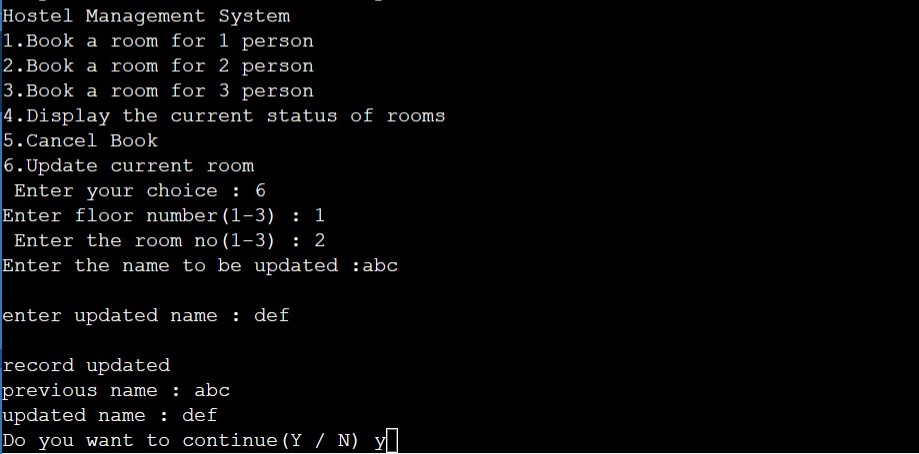 Hostel Management System
1.Book a room for 1 person
2.Book a room for 2 person
3.Book a room for 3 person
4.Display the current status of rooms
5.Cancel Book
6.Update current room
 Enter your choice : 6
Enter floor number(1-3) : 1
 Enter the room no(1-3) : 2
Enter the name to be updated :abc
enter updated name : def
record updated
previous name : abc
updated name : def
Do you want to continue(Y / N) y